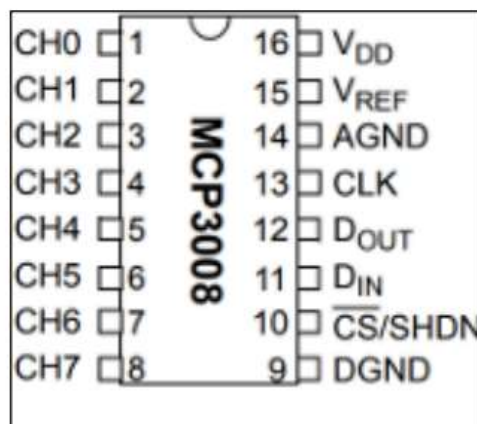 CH0 1 16 VDD
CH1 2 15 VREF
CH2 3 14 AGND
CH3 4 13 CLK
CH4 5 12 DOUT
CH5 6 11 DIN
CH6 7 10 CS/SHDN
CH7 8 9 DGND
MCP3008